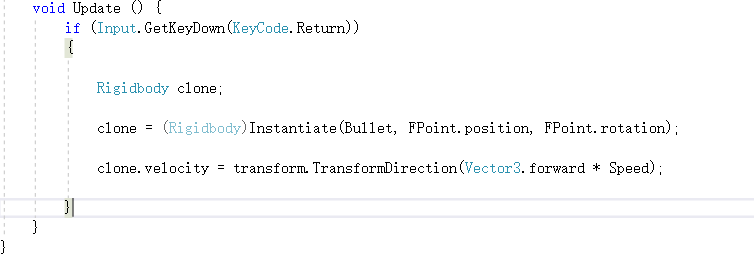 void Update () {
if (Input.GetKeyDown(KeyCode.Return))
{
Rigidbody clone;
clone = (Rigidbody)Instantiate(Bullet, FPoint.position, FPoint.rotation);
clone.velocity = transform.TransformDirection(Vector3.forward * Speed);
}
}
}